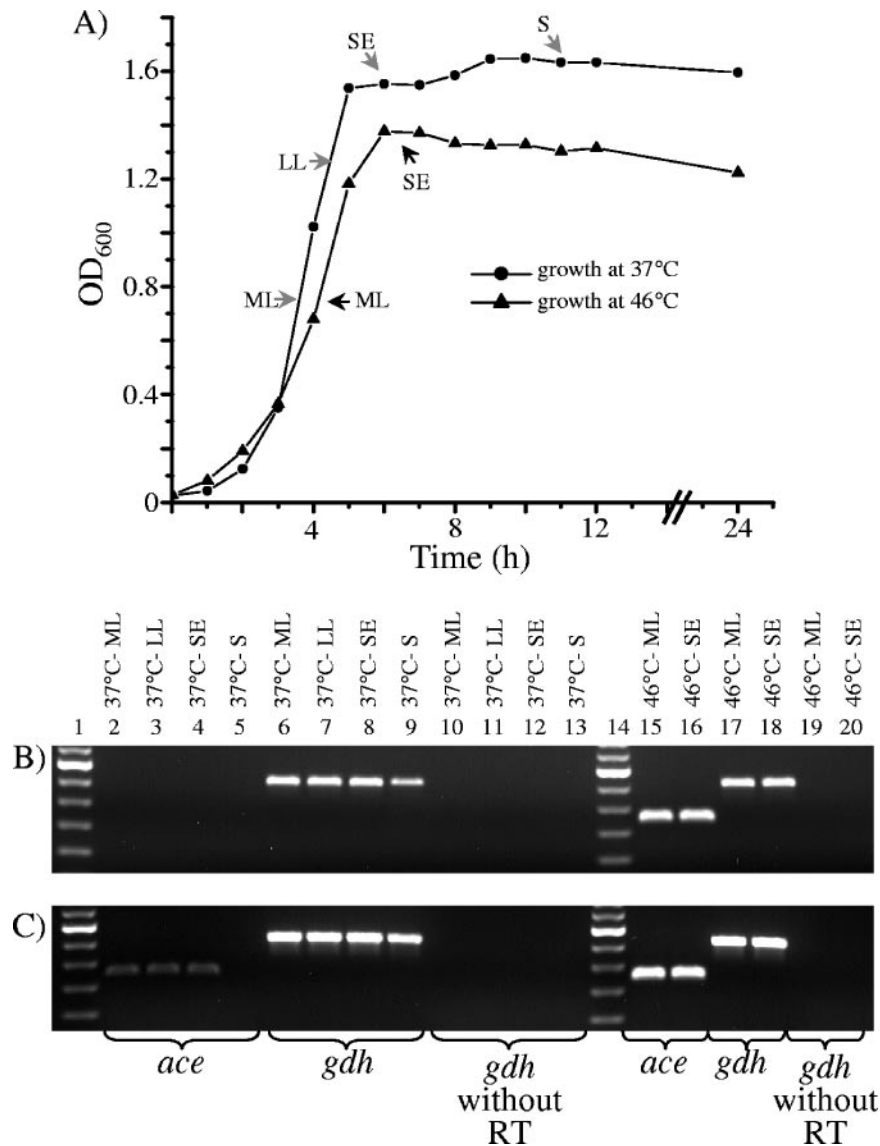 A)
SE
S
LL
SE
ML
ML
growth at 37°C
growth at 46°C
OD600
1.6
1.2
0.8
0.4
0
4
8
12
24
Time (h)
37°C- ML
37°C- LL
37°C- SE
37°C- S
37°C- ML
37°C- LL
37°C- SE
37°C- S
37°C- ML
37°C- LL
37°C- SE
37°C- S
46°C- ML
46°C- SE
46°C- ML
46°C- SE
46°C- ML
46°C- SE
1 2 3 4 5 6 7 8 9 10 11 12 13 14 15 16 17 18 19 20
B)
C)
ace gdh gdh without RT ace gdh gdh without RT